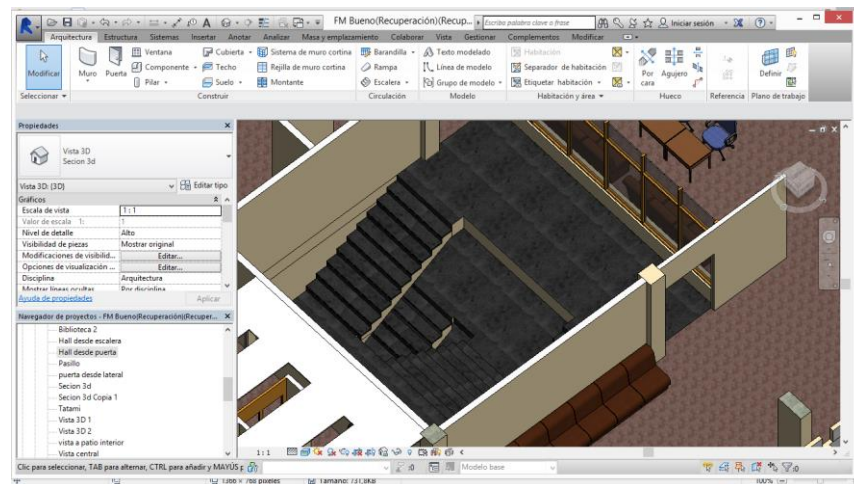 FM Bueno(Recuperación)(Recup...
Escriba palabra clave o frase
Iniciar sesión
Arquitectura Estructura Sistemas Insertar Anotar Analizar Masa y emplazamiento Colaborar Vista Gestionar Complementos Modificar
Modificar
Muro Puerta
Ventana
Componente
Pilar
Cubierta
Techo
Suelo
Sistema de muro cortina
Rejilla de muro cortina
Montante
Barandilla
Rampa
Escalera
Texto modelado
Línea de modelo
Grupo de modelo
Habitación
Separador de habitación
Etiquetar habitación
Por cara
Agujero
Definir
Seleccionar Construir Circulación Modelo Habitación y área Hueco Referencia Plano de trabajo
Propiedades
Vista 3D
Secion 3d
Vista 3D: {3D} Editar tipo
Gráficos
Escala de vista 1 : 1
Valor de escala 1: 1
Nivel de detalle Alto
Visibilidad de piezas Mostrar original
Modificaciones de visibilid... Editar...
Opciones de visualización ... Editar...
Disciplina Arquitectura
Mostrar líneas ocultas Por disciplina
Ayuda de propiedades Aplicar
Navegador de proyectos - FM Bueno(Recuperación)(Recuper...
Biblioteca 2
Hall desde escalera
Hall desde puerta
Pasillo
puerta desde lateral
Secion 3d
Secion 3d Copia 1
Tatami
Vista 3D 1
Vista 3D 2
vista a patio interior
Vista central
1:1
Clic para seleccionar, TAB para alternar, CTRL para añadir y MAYÚS p
:0 Modelo base :0
1366 × 768 píxeles Tamaño: 731,8KB 100%